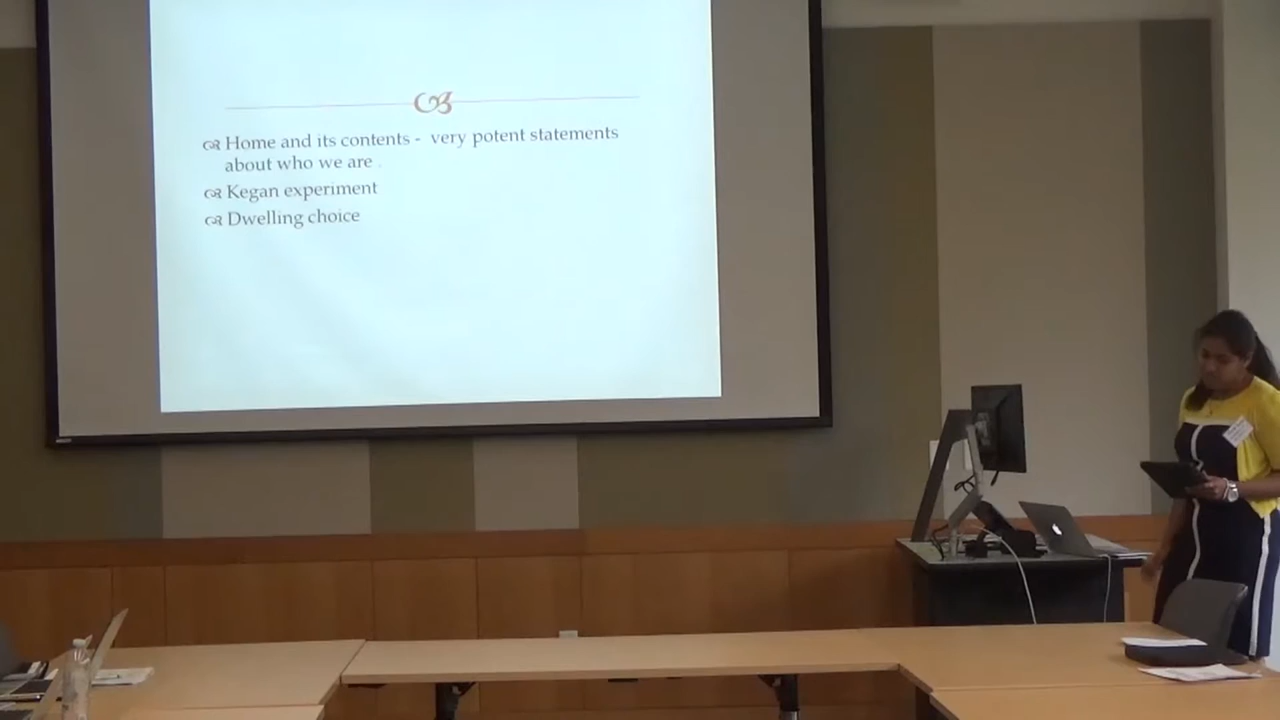 Home and its contents - very potent statements
about who we are .
Kegan experiment
Dwelling choice